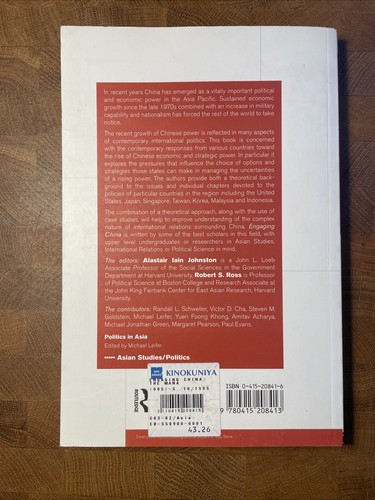 In recent years China has emerged as a vitally important political
and economic power in the Asia Pacific. Sustained economic
growth since the late 1970s combined with an increase in military
capability and nationalism has forced the rest of the world to take
notice.
The recent growth of Chinese power is reflected in many aspects
of contemporary international politics. This book is concerned
with the contemporary responses from various countries toward
the rise of Chinese economic and strategic power. In particular it
explores the pressures that influence the choice of options and
strategies those states can make in managing the uncertainties
of a rising power. The authors provide both a theoretical back-
ground to the issues and individual chapters devoted to the
policies of particular countries in the region including the United
States, Japan, Singapore, Taiwan, Korea, Malaysia and Indonesia.
The combination of a theoretical approach, along with the use of
case studies, will help to improve understanding of the complex
nature of international relations surrounding China. Engaging
China is written by some of the best scholars in this field, with
upper level undergraduates or researchers in Asian Studies,
International Relations or Political Science in mind.
The editors: Alastair Iain Johnston is a John L. Loeb
Associate Professor of the Social Sciences in the Government
Department at Harvard University. Robert S. Ross is Professor
of Political Science at Boston College and Research Associate at
the John King Fairbank Center for East Asian Research, Harvard
University.
The contributors: Randall L. Schweller, Victor D. Cha, Steven M.
Goldstein, Michael Leifer, Yuen Foong Khong, Amitav Acharya,
Michael Jonathan Green, Margaret Pearson, Paul Evans.
Politics in Asia
Edited by Michael Leifer
Asian Studies/Politics
KINOKUNIYA
ENGAGING CHINA:
THE MANA
ROUTLEDGE
43.26
ISBN 0-415-20841-6
9 780415 208413